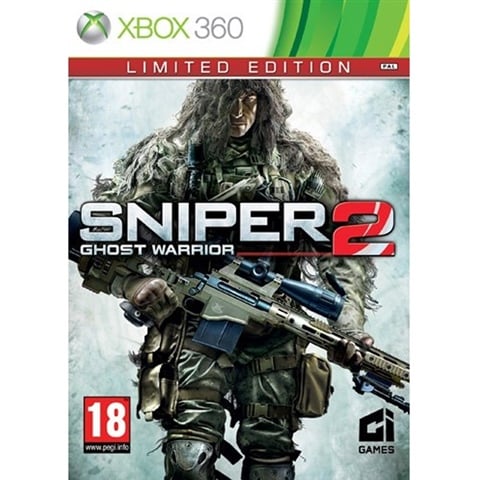 XBOX 360
LIMITED EDITION
PAL
SNIPER 2
GHOST WARRIOR
18
www.pegi.info
CI
GAMES